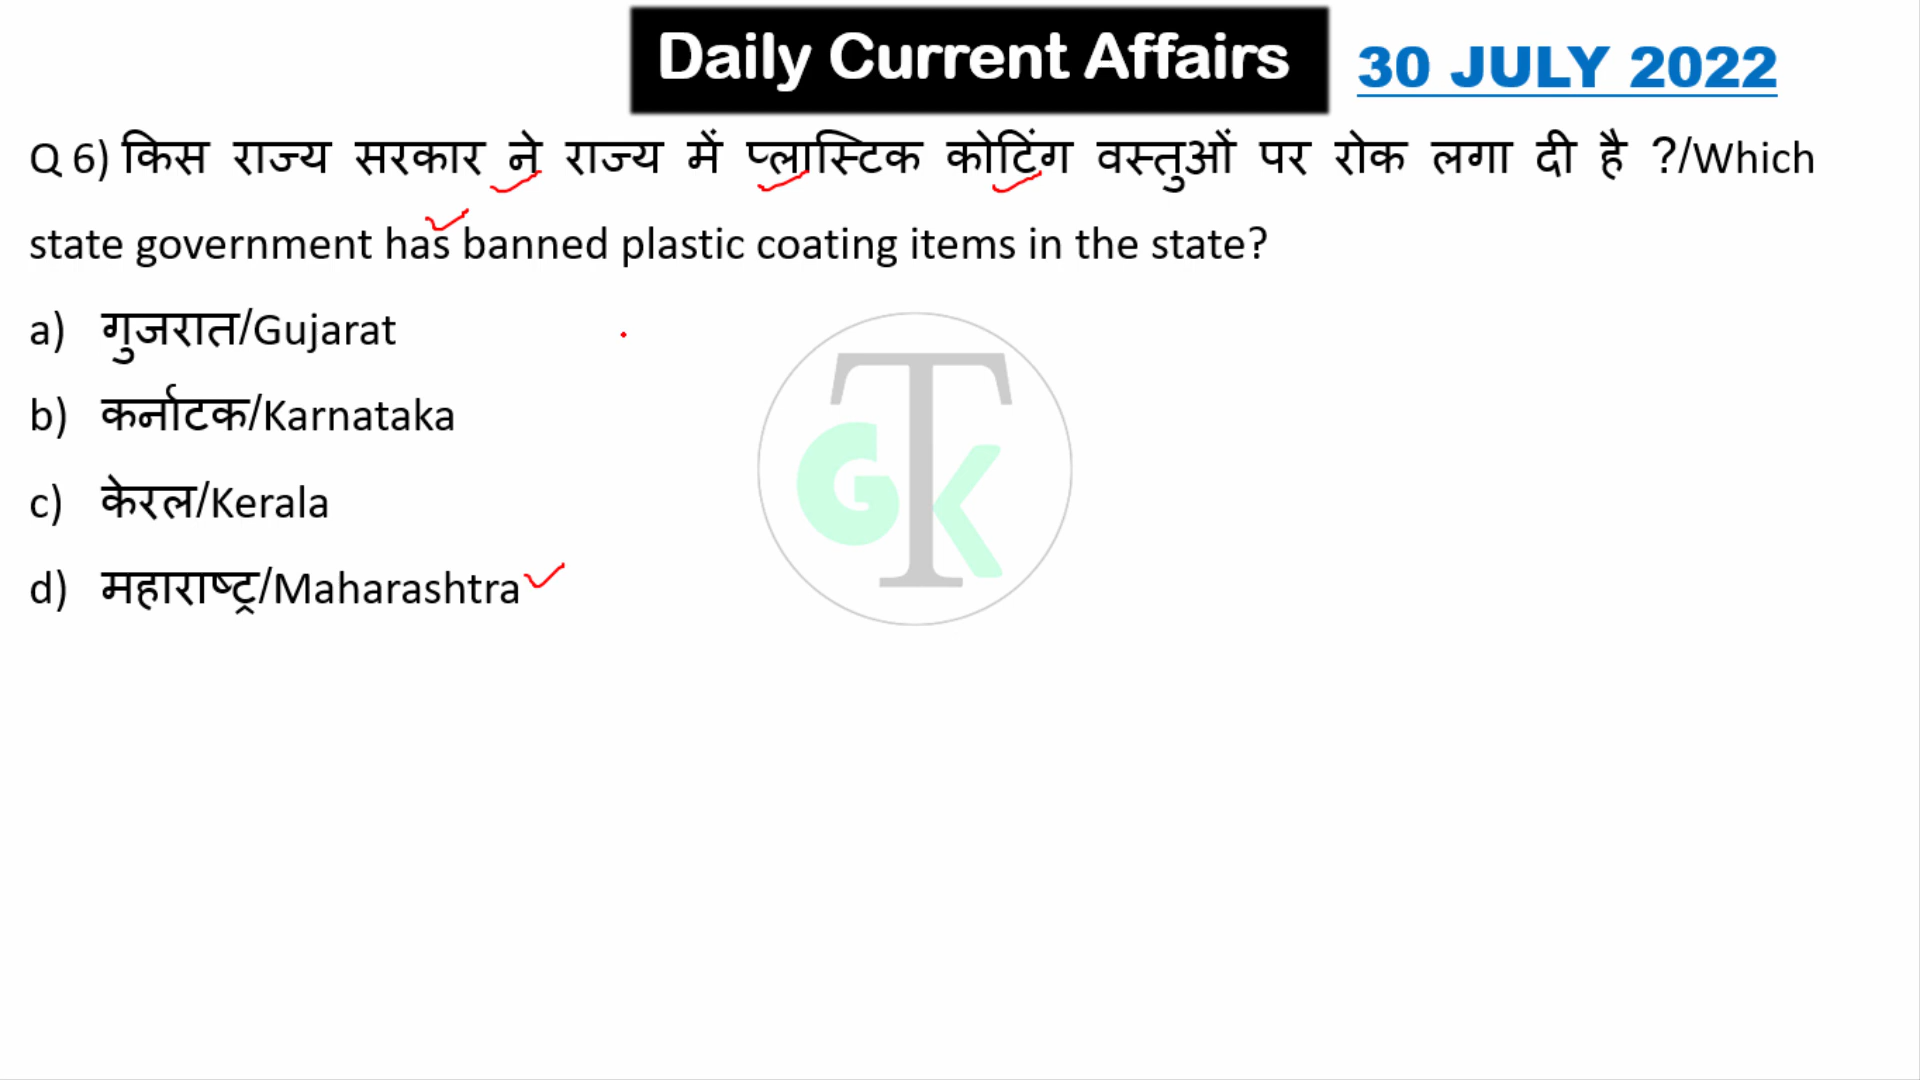 Daily Current Affairs 30 JULY 2022
Q 6) किस राज्य सरकार ने राज्य में प्लास्टिक कोटिंग वस्तुओं पर रोक लगा दी है ?/Which
state government has banned plastic coating items in the state?
a) गुजरात/Gujarat
b) कर्नाटक/Karnataka
c) केरल/Kerala
d) महाराष्ट्र/Maharashtra
GTK